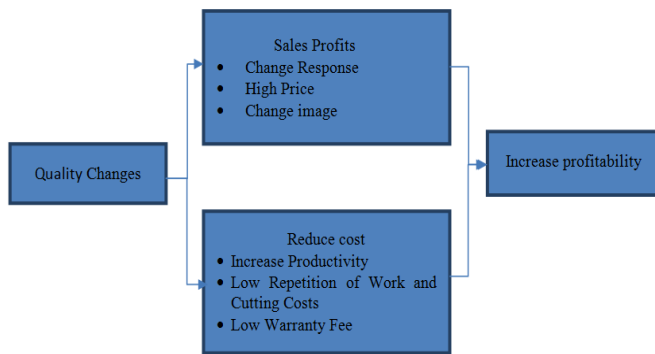 Quality Changes
Sales Profits
• Change Response
• High Price
• Change image
Reduce cost
• Increase Productivity
• Low Repetition of Work and
Cutting Costs
• Low Warranty Fee
Increase profitability